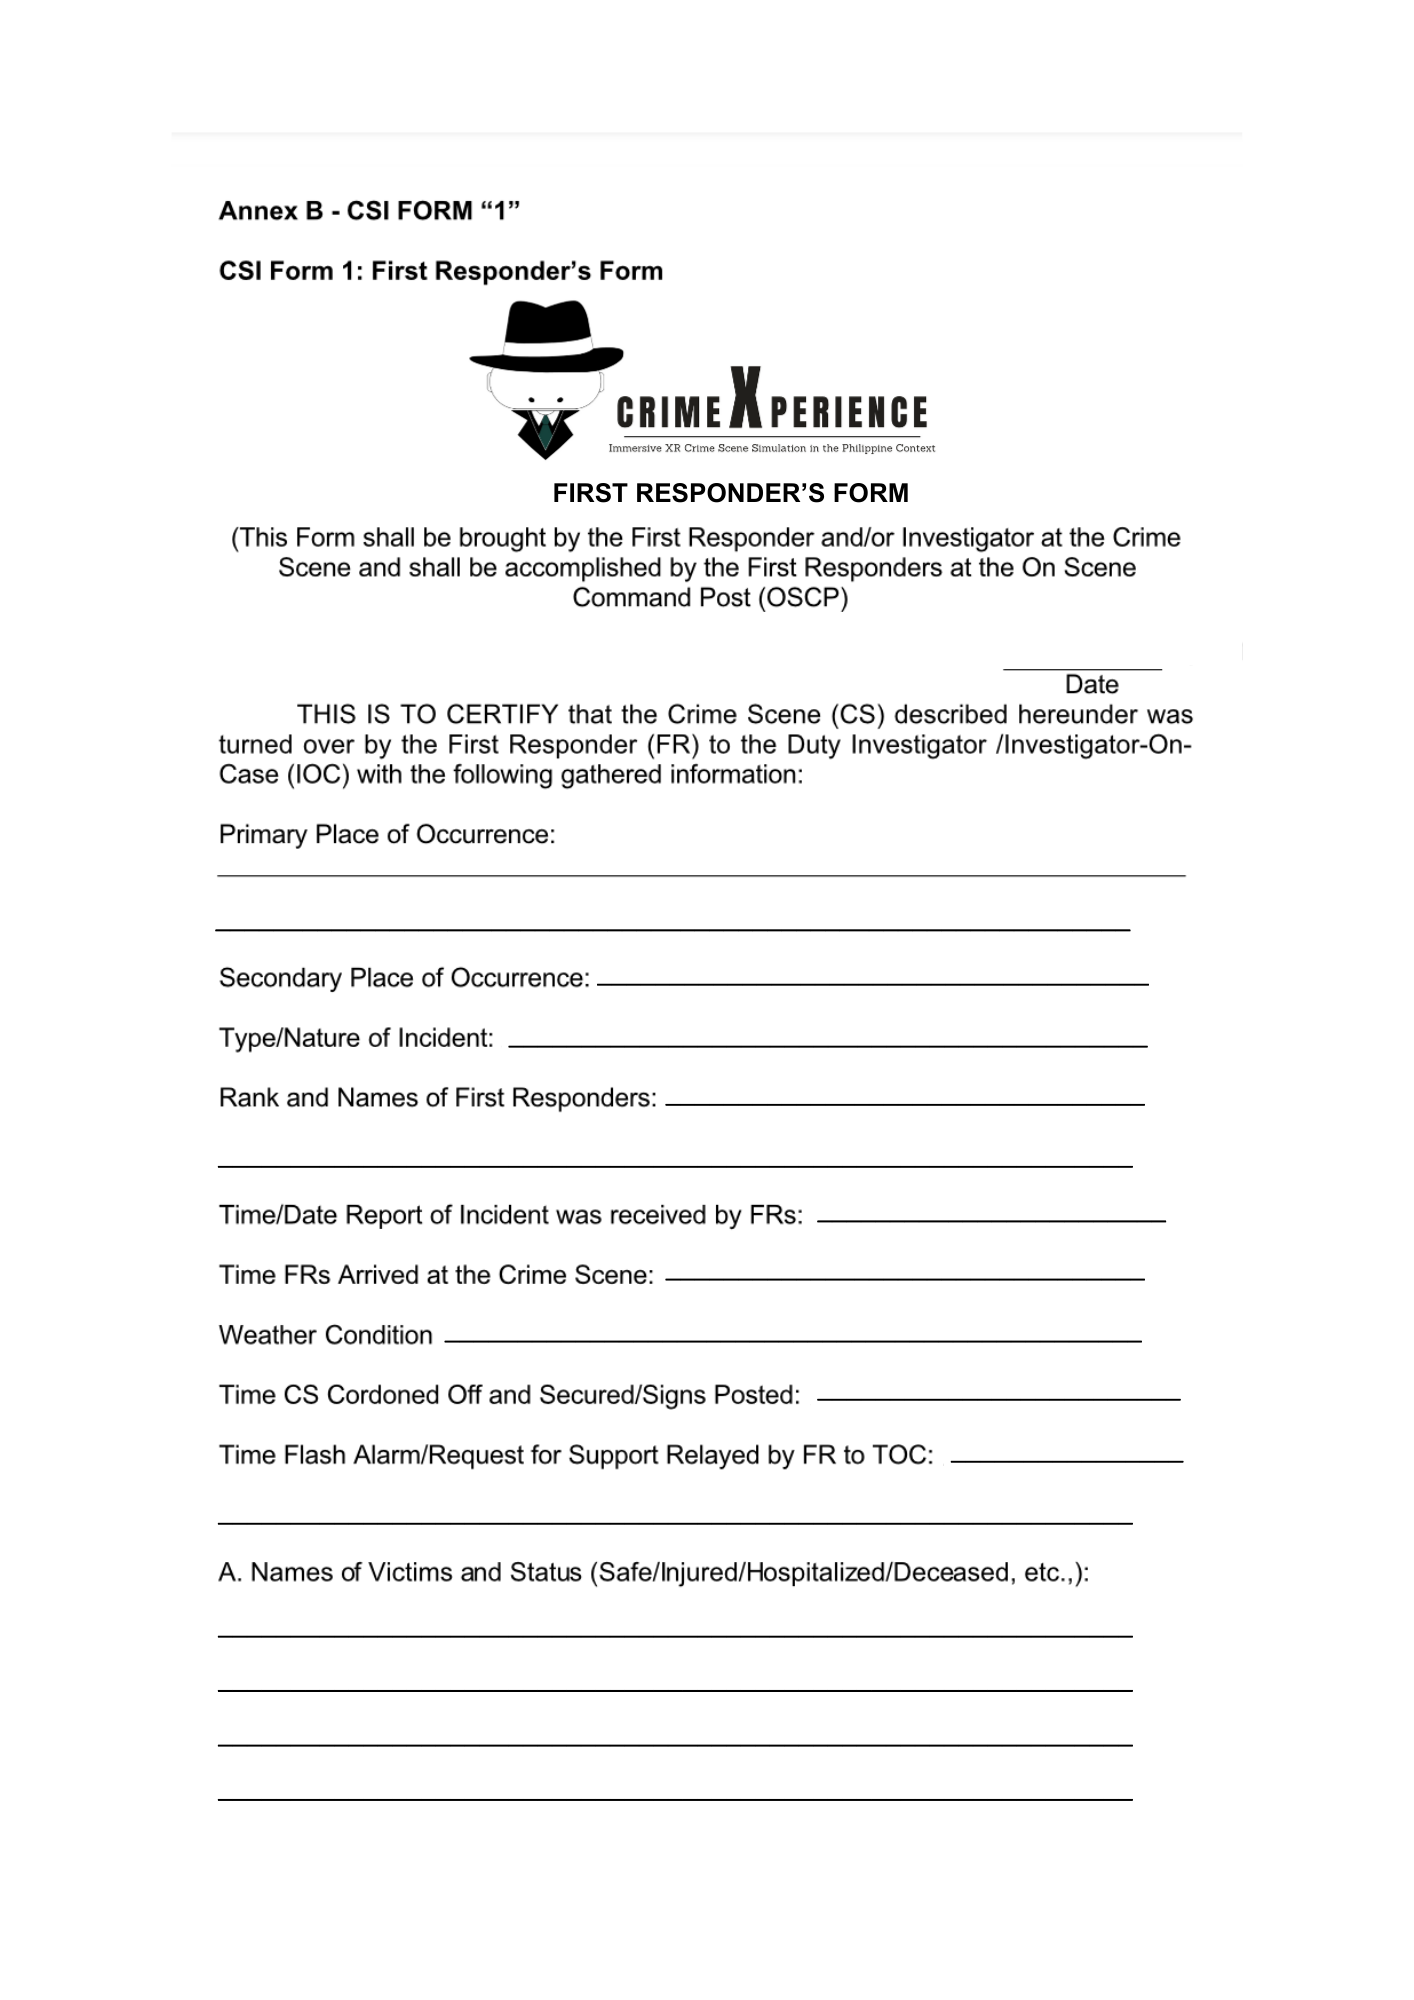 Annex B - CSI FORM “1”
CSI Form 1: First Responder’s Form
CRIMEXPERIENCE
Immersive XR Crime Scene Simulation in the Philippine Context
FIRST RESPONDER’S FORM
(This Form shall be brought by the First Responder and/or Investigator at the Crime
Scene and shall be accomplished by the First Responders at the On Scene
Command Post (OSCP)
Date
THIS IS TO CERTIFY that the Crime Scene (CS) described hereunder was
turned over by the First Responder (FR) to the Duty Investigator /Investigator-On-
Case (IOC) with the following gathered information:
Primary Place of Occurrence:
Secondary Place of Occurrence:
Type/Nature of Incident:
Rank and Names of First Responders:
Time/Date Report of Incident was received by FRs:
Time FRs Arrived at the Crime Scene:
Weather Condition
Time CS Cordoned Off and Secured/Signs Posted:
Time Flash Alarm/Request for Support Relayed by FR to TOC:
A. Names of Victims and Status (Safe/Injured/Hospitalized/Deceased, etc.,):